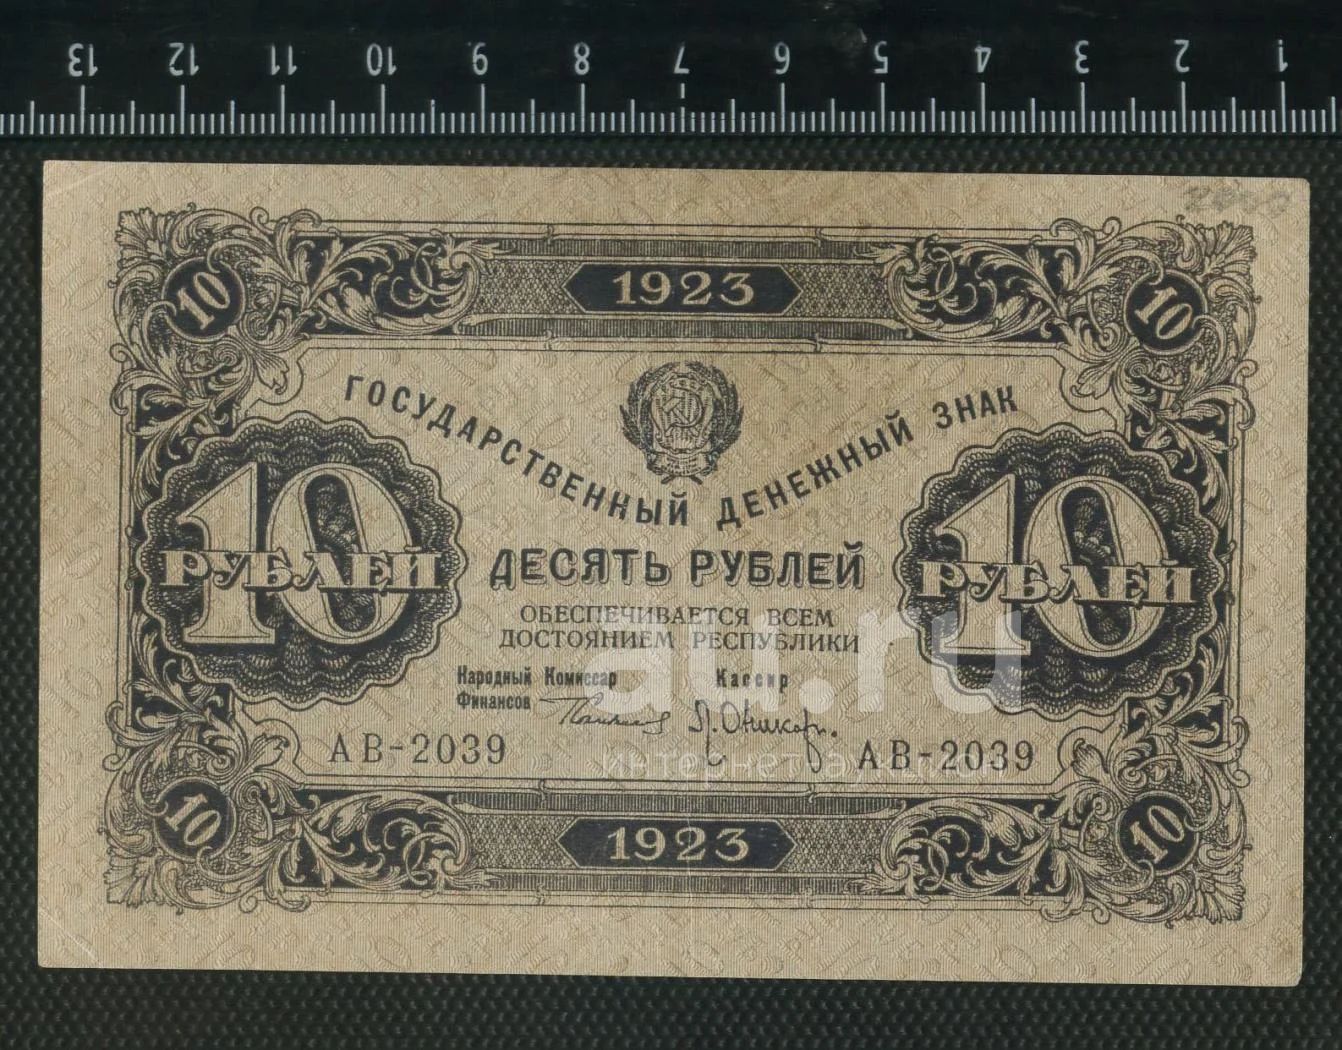 13 12 11 10 9 8 7 6 5 4 3 2 1
1923
10 10
ГОСУДАРСТВЕННЫЙ ДЕНЕЖНЫЙ ЗНАК
10 РУБЛЕЙ
ДЕСЯТЬ РУБЛЕЙ
10 РУБЛЕЙ
ОБЕСПЕЧИВАЕТСЯ ВСЕМ
ДОСТОЯНИЕМ РЕСПУБЛИКИ
au.ru
Народный Комиссар
Финансов
Кассир
интернет аукцион
АВ-2039 АВ-2039
10 10
1923